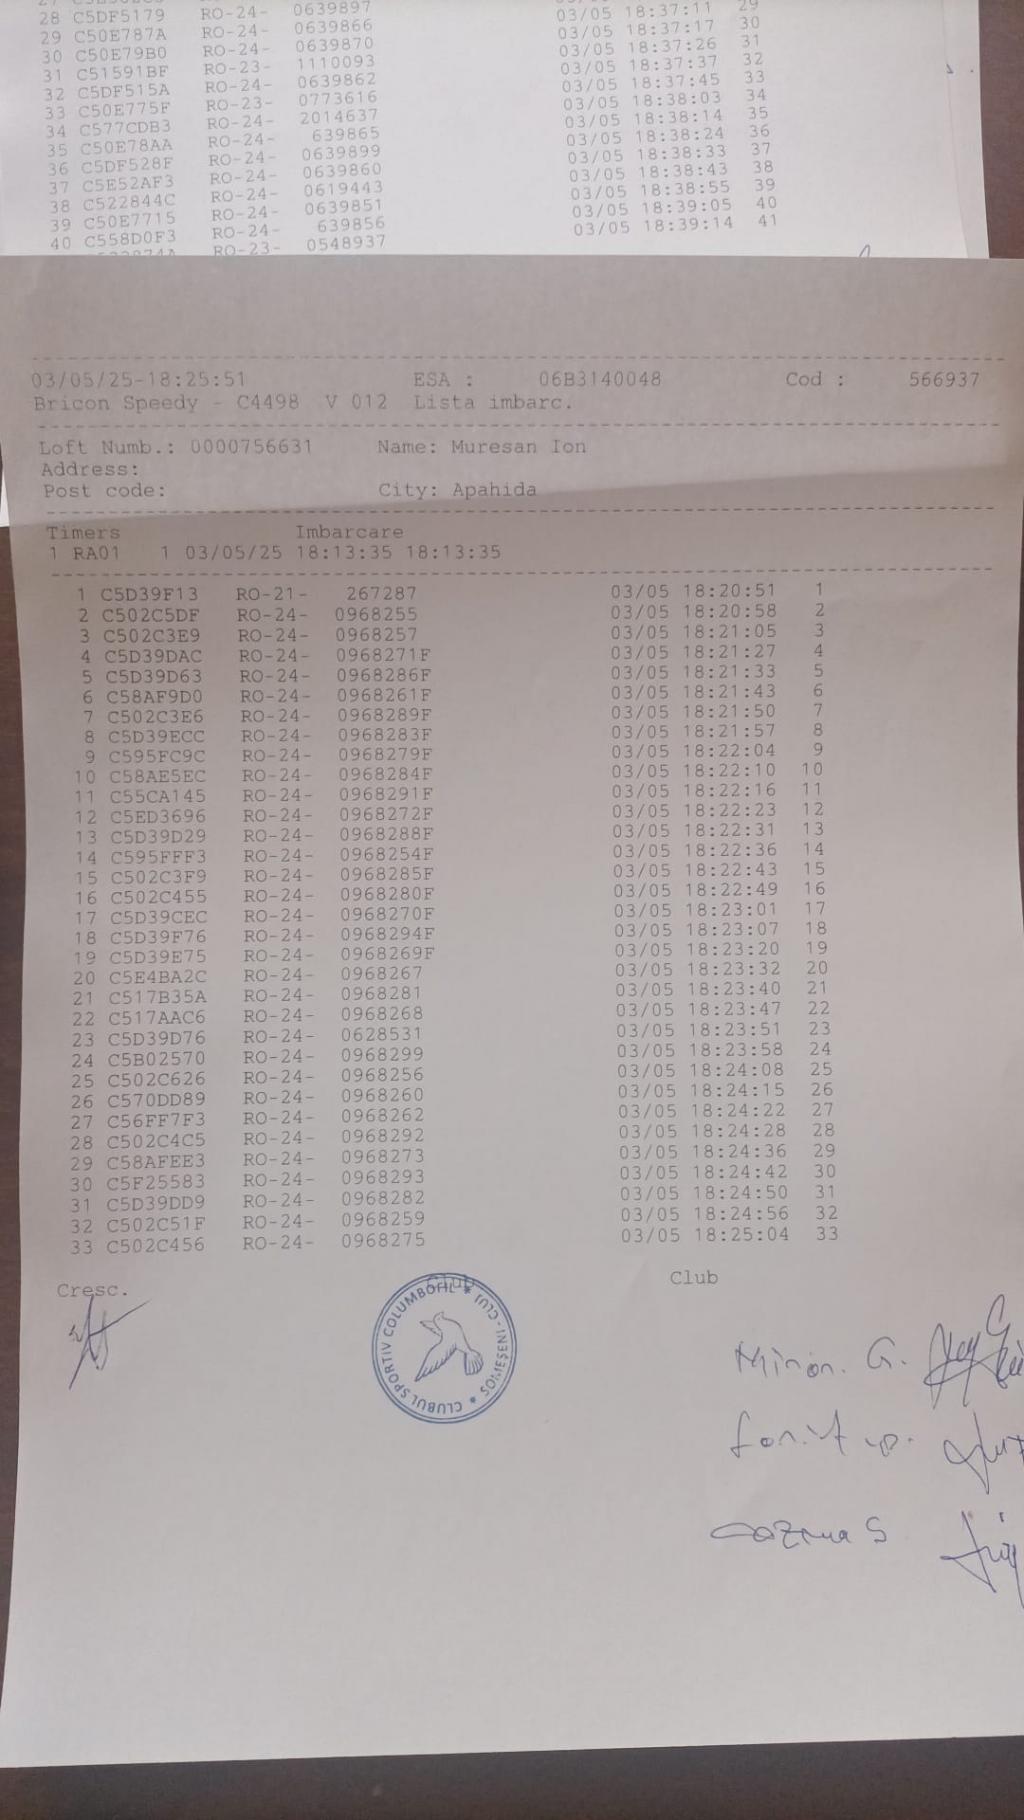 28 C5DF5179 RO-24- 0639897 03/05 18:37:11 29
29 C50E787A RO-24- 0639866 03/05 18:37:17 30
30 C50E79B0 RO-24- 0639870 03/05 18:37:26 31
31 C51591BF RO-23- 1110093 03/05 18:37:37 32
32 C5DF515A RO-24- 0639862 03/05 18:37:45 33
33 C50E775F RO-23- 0773616 03/05 18:38:03 34
34 C577CDB3 RO-24- 2014637 03/05 18:38:14 35
35 C50E78AA RO-24- 639865 03/05 18:38:24 36
36 C5DF528F RO-24- 0639899 03/05 18:38:33 37
37 C5E52AF3 RO-24- 0639860 03/05 18:38:43 38
38 C522844C RO-24- 0619443 03/05 18:38:55 39
39 C50E7715 RO-24- 0639851 03/05 18:39:05 40
40 C558D0F3 RO-24- 639856 03/05 18:39:14 41
RO-23- 0548937
03/05/25-18:25:51 ESA : 06B3140048 Cod : 566937
Bricon Speedy - C4498 V 012 Lista imbarc.
Loft Numb.: 0000756631 Name: Muresan Ion
Address:
Post code: City: Apahida
Timers Imbarcare
1 RA01 1 03/05/25 18:13:35 18:13:35
1 C5D39F13 RO-21- 267287 03/05 18:20:51 1
2 C502C5DF RO-24- 0968255 03/05 18:20:58 2
3 C502C3E9 RO-24- 0968257 03/05 18:21:05 3
4 C5D39DAC RO-24- 0968271F 03/05 18:21:27 4
5 C5D39D63 RO-24- 0968286F 03/05 18:21:33 5
6 C58AF9D0 RO-24- 0968261F 03/05 18:21:43 6
7 C502C3E6 RO-24- 0968289F 03/05 18:21:50 7
8 C5D39ECC RO-24- 0968283F 03/05 18:21:57 8
9 C595FC9C RO-24- 0968279F 03/05 18:22:04 9
10 C58AE5EC RO-24- 0968284F 03/05 18:22:10 10
11 C55CA145 RO-24- 0968291F 03/05 18:22:16 11
12 C5ED3696 RO-24- 0968272F 03/05 18:22:23 12
13 C5D39D29 RO-24- 0968288F 03/05 18:22:31 13
14 C595FFF3 RO-24- 0968254F 03/05 18:22:36 14
15 C502C3F9 RO-24- 0968285F 03/05 18:22:43 15
16 C502C455 RO-24- 0968280F 03/05 18:22:49 16
17 C5D39CEC RO-24- 0968270F 03/05 18:23:01 17
18 C5D39F76 RO-24- 0968294F 03/05 18:23:07 18
19 C5D39E75 RO-24- 0968269F 03/05 18:23:20 19
20 C5E4BA2C RO-24- 0968267 03/05 18:23:32 20
21 C517B35A RO-24- 0968281 03/05 18:23:40 21
22 C517AAC6 RO-24- 0968268 03/05 18:23:47 22
23 C5D39D76 RO-24- 0628531 03/05 18:23:51 23
24 C5B02570 RO-24- 0968299 03/05 18:23:58 24
25 C502C626 RO-24- 0968256 03/05 18:24:08 25
26 C570DD89 RO-24- 0968260 03/05 18:24:15 26
27 C56FF7F3 RO-24- 0968262 03/05 18:24:22 27
28 C502C4C5 RO-24- 0968292 03/05 18:24:28 28
29 C58AFEE3 RO-24- 0968273 03/05 18:24:36 29
30 C5F25583 RO-24- 0968293 03/05 18:24:42 30
31 C5D39DD9 RO-24- 0968282 03/05 18:24:50 31
32 C502C51F RO-24- 0968259 03/05 18:24:56 32
33 C502C456 RO-24- 0968275 03/05 18:25:04 33
Cresc. Club Club
CLUBUL SPORTIV COLUMBOFIL * SOMEȘENI - CLUJ *
Miron. G.
Cozma S